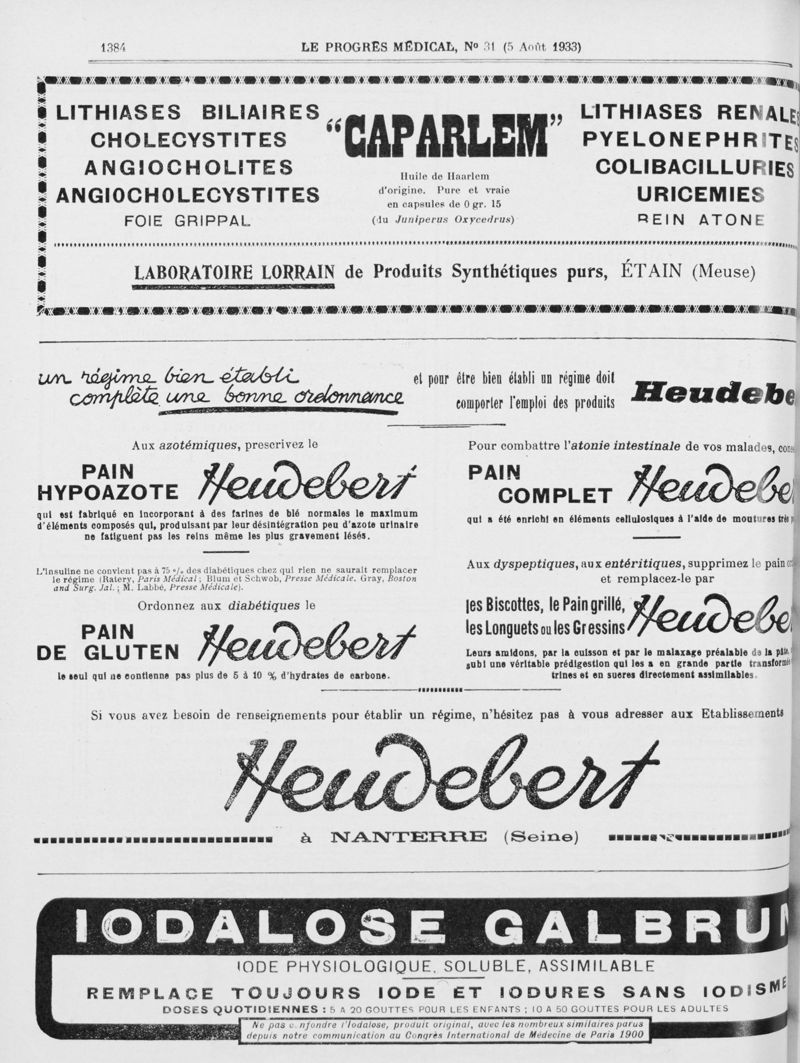 1384
LE PROGRÈS MÉDICAL, No 31 (5 Août 1933)
LITHIASES BILIAIRES
CHOLECYSTITES
ANGIOCHOLITES
ANGIOCHOLECYSTITES
FOIE GRIPPAL
"CAPARLEM"
Huile de Haarlem
d'origine. Pure et vraie
en capsules de 0 gr. 15
(du Juniperus Oxycedrus)
LITHIASES RENALES
PYELONEPHRITES
COLIBACILLURIES
URICEMIES
REIN ATONE
LABORATOIRE LORRAIN de Produits Synthétiques purs, ÉTAIN (Meuse)
un régime bien établi
complète une bonne ordonnance
et pour être bien établi un régime doit
comporter l'emploi des produits
Heudebe
Aux azotémiques, prescrivez le
PAIN
HYPOAZOTE Heudebert
qui est fabriqué en incorporant à des farines de blé normales le maximum
d'éléments composés qui, produisant par leur désintégration peu d'azote urinaire
ne fatiguent pas les reins même les plus gravement lésés.
L'insuline ne convient pas à 75 °/o des diabétiques chez qui rien ne saurait remplacer
le régime (Ratery, Paris Médical; Blum et Schwob, Presse Médicale. Gray, Boston
and Surg. Jal.; M. Labbé, Presse Médicale).
Ordonnez aux diabétiques le
PAIN
DE GLUTEN Heudebert
le seul qui ne contienne pas plus de 5 à 10 % d'hydrates de carbone.
Pour combattre l'atonie intestinale de vos malades,
PAIN
COMPLET Heudebe
qui a été enrichi en éléments cellulosiques à l'aide de moutures très
Aux dyspeptiques, aux entéritiques, supprimez le pain
et remplacez-le par
les Biscottes, le Pain grillé,
les Longuets ou les Gressins Heudebe
Leurs amidons, par la cuisson et par le malaxage préalable de la
subi une véritable prédigestion qui les a en grande partie
trines et en sucres directement assimilables.
Si vous avez besoin de renseignements pour établir un régime, n'hésitez pas à vous adresser aux Etablissements
Heudebert
à NANTERRE (Seine)
IODALOSE GALBRUN
IODE PHYSIOLOGIQUE, SOLUBLE, ASSIMILABLE
REMPLACE TOUJOURS IODE ET IODURES SANS IODISME
DOSES QUOTIDIENNES : 5 A 20 GOUTTES POUR LES ENFANTS ; 10 A 50 GOUTTES POUR LES ADULTES
Ne pas confondre l'Iodalose, produit original, avec les nombreux similaires parus
depuis notre communication au Congrès International de Médecine de Paris 1900